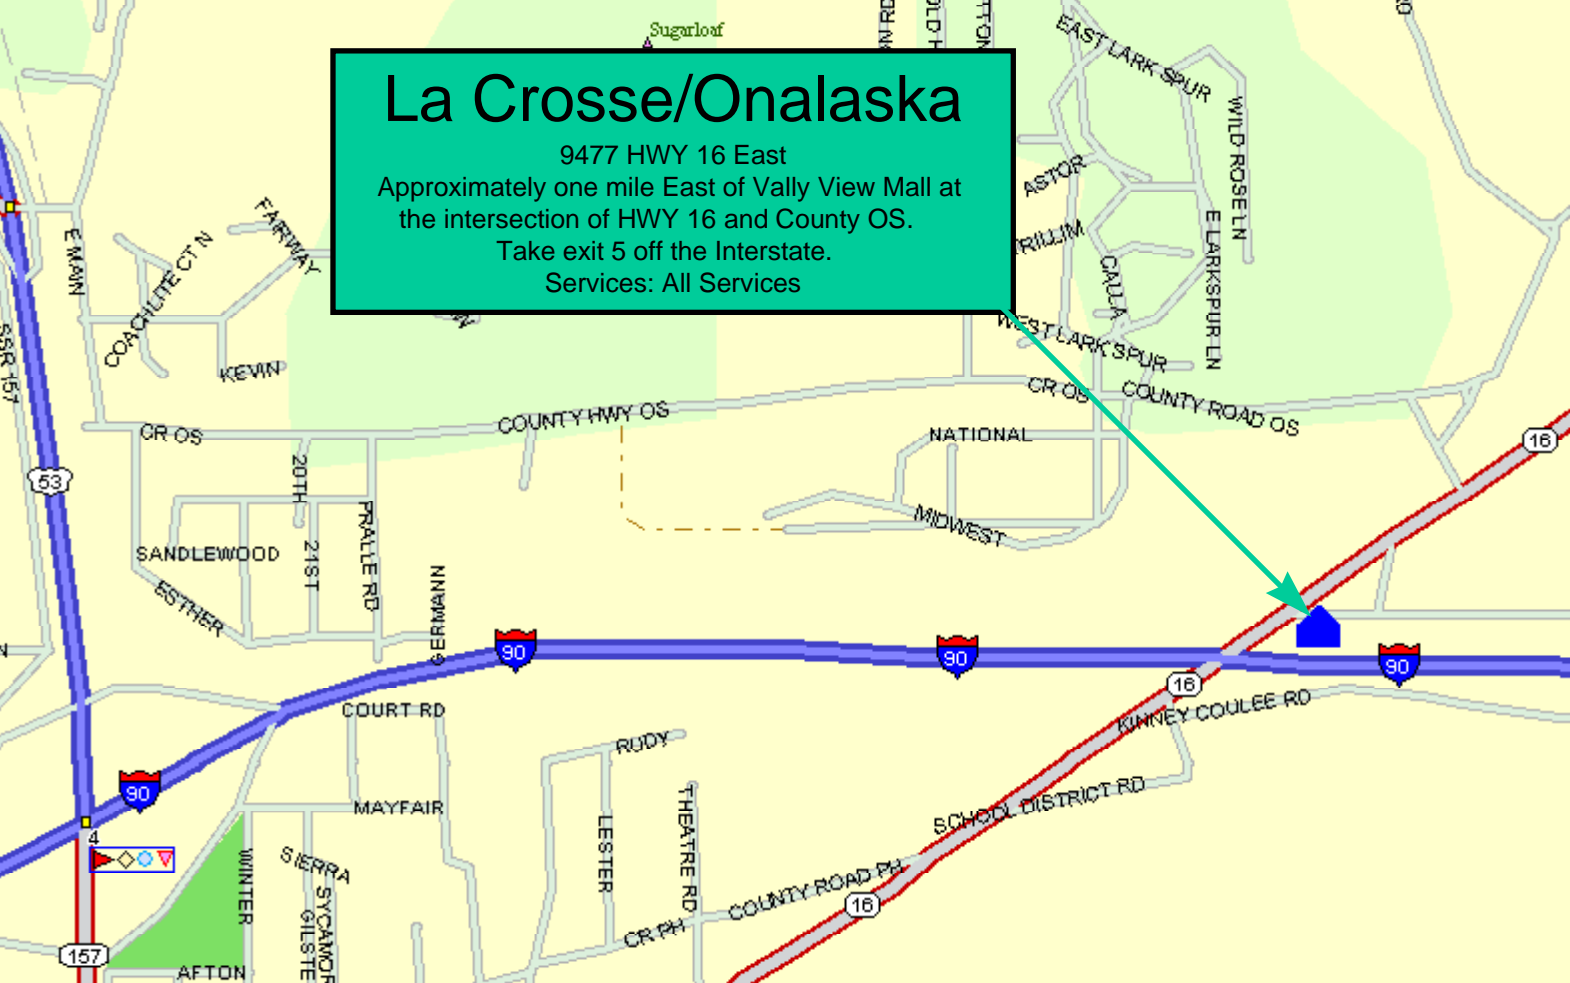 Sugarloaf
La Crosse/Onalaska
9477 HWY 16 East
Approximately one mile East of Vally View Mall at
the intersection of HWY 16 and County OS.
Take exit 5 off the Interstate.
Services: All Services
EAST LARK SPUR
WILD ROSE LN
ASTOR
RILLIM
CALLA
E LARKSPUR LN
WEST LARK SPUR
E MAIN
COACHLITE CT N
FAIRWAY
KEVIN
SSR 157
53
CR OS
COUNTY HWY OS
CR OS
COUNTY ROAD OS
NATIONAL
MIDWEST
16
20TH
21ST
PRALLE RD
SANDLEWOOD
ESTHER
GERMANN
90
90
90
16
KINNEY COULEE RD
COURT RD
RUDY
90
MAYFAIR
LESTER
THEATRE RD
SCHOOL DISTRICT RD
4
WINTER
SIERRA
SYCAMOR
GILSTE
COUNTY ROAD PH
16
CR PH
157
AFTON